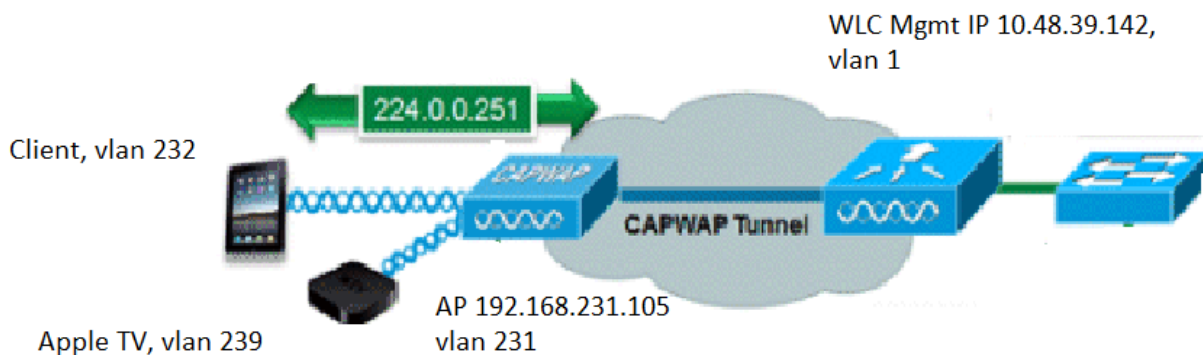 WLC Mgmt IP 10.48.39.142,
vlan 1
224.0.0.251
Client, vlan 232
CAPWAP
CAPWAP Tunnel
AP 192.168.231.105
vlan 231
Apple TV, vlan 239